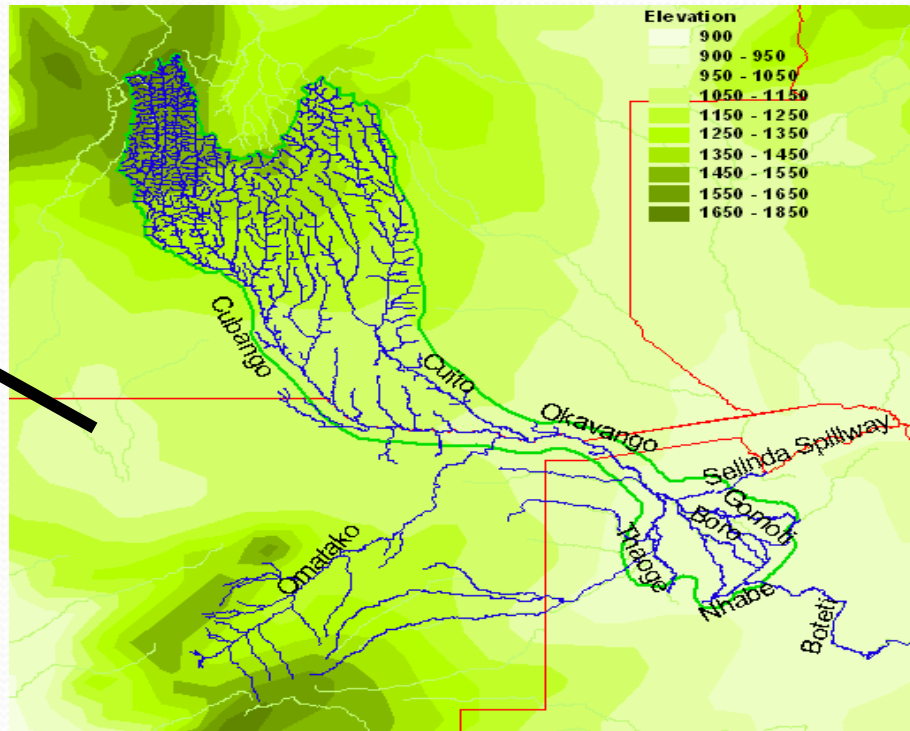 Elevation
900
900 - 950
950 - 1050
1050 - 1150
1150 - 1250
1250 - 1350
1350 - 1450
1450 - 1550
1550 - 1650
1650 - 1850
Cubango
Cuito
Okavango
Selinda Spillway
Gomoti
Boro
Thaoge
Omatako
Nhabe
Boteti